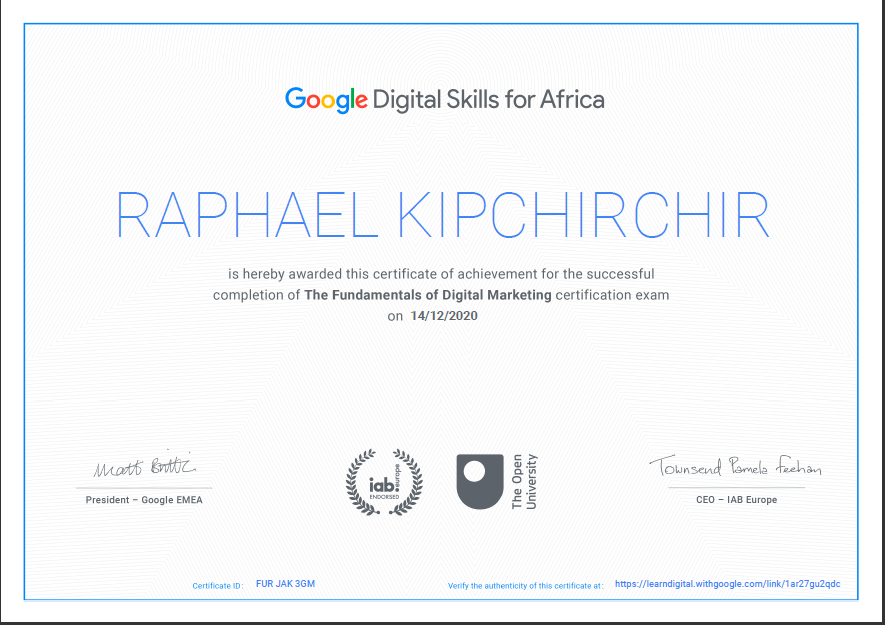 Google Digital Skills for Africa
RAPHAEL KIPCHIRCHIR
is hereby awarded this certificate of achievement for the successful
completion of The Fundamentals of Digital Marketing certification exam
on 14/12/2020
Matt Brittin
President – Google EMEA
iab.
europe
ENDORSED
The Open
University
Townsend Pamela Feehan
CEO – IAB Europe
Certificate ID: FUR JAK 3GM
Verify the authenticity of this certificate at: https://learndigital.withgoogle.com/link/1ar27gu2qdc